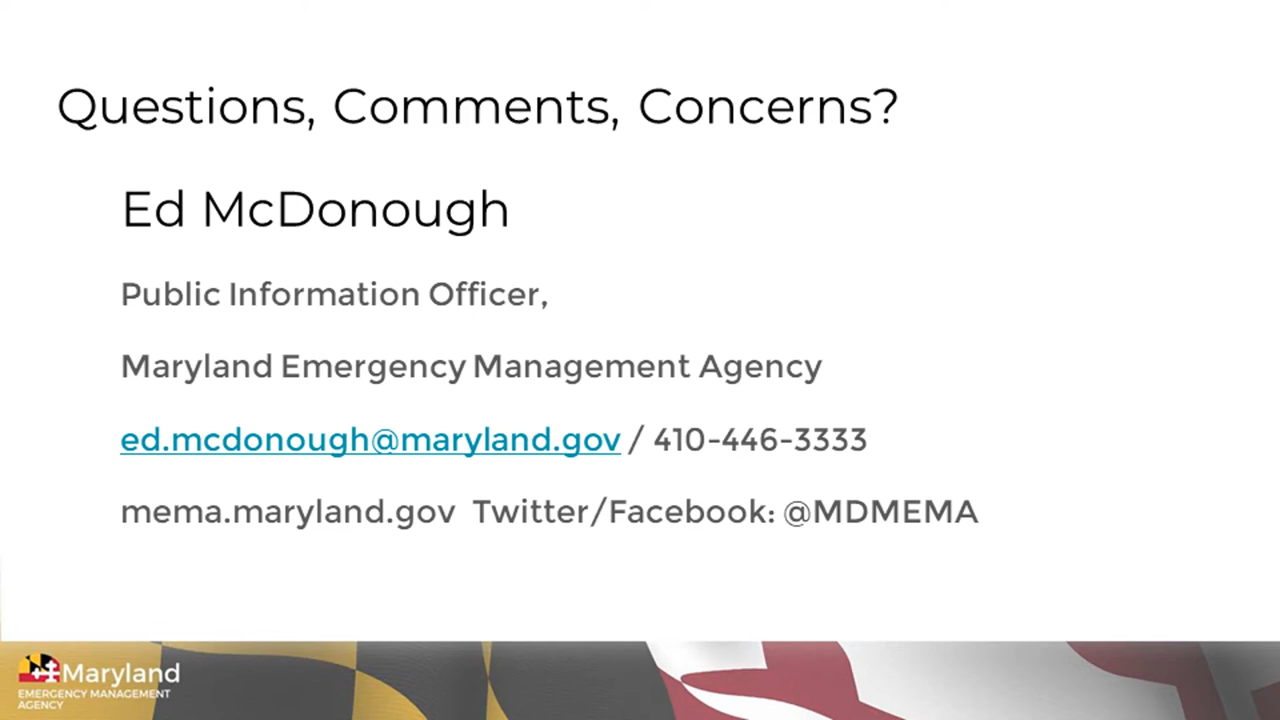 Questions, Comments, Concerns?
Ed McDonough
Public Information Officer,
Maryland Emergency Management Agency
ed.mcdonough@maryland.gov / 410-446-3333
mema.maryland.gov  Twitter/Facebook: @MDMEMA
Maryland
EMERGENCY MANAGEMENT
AGENCY